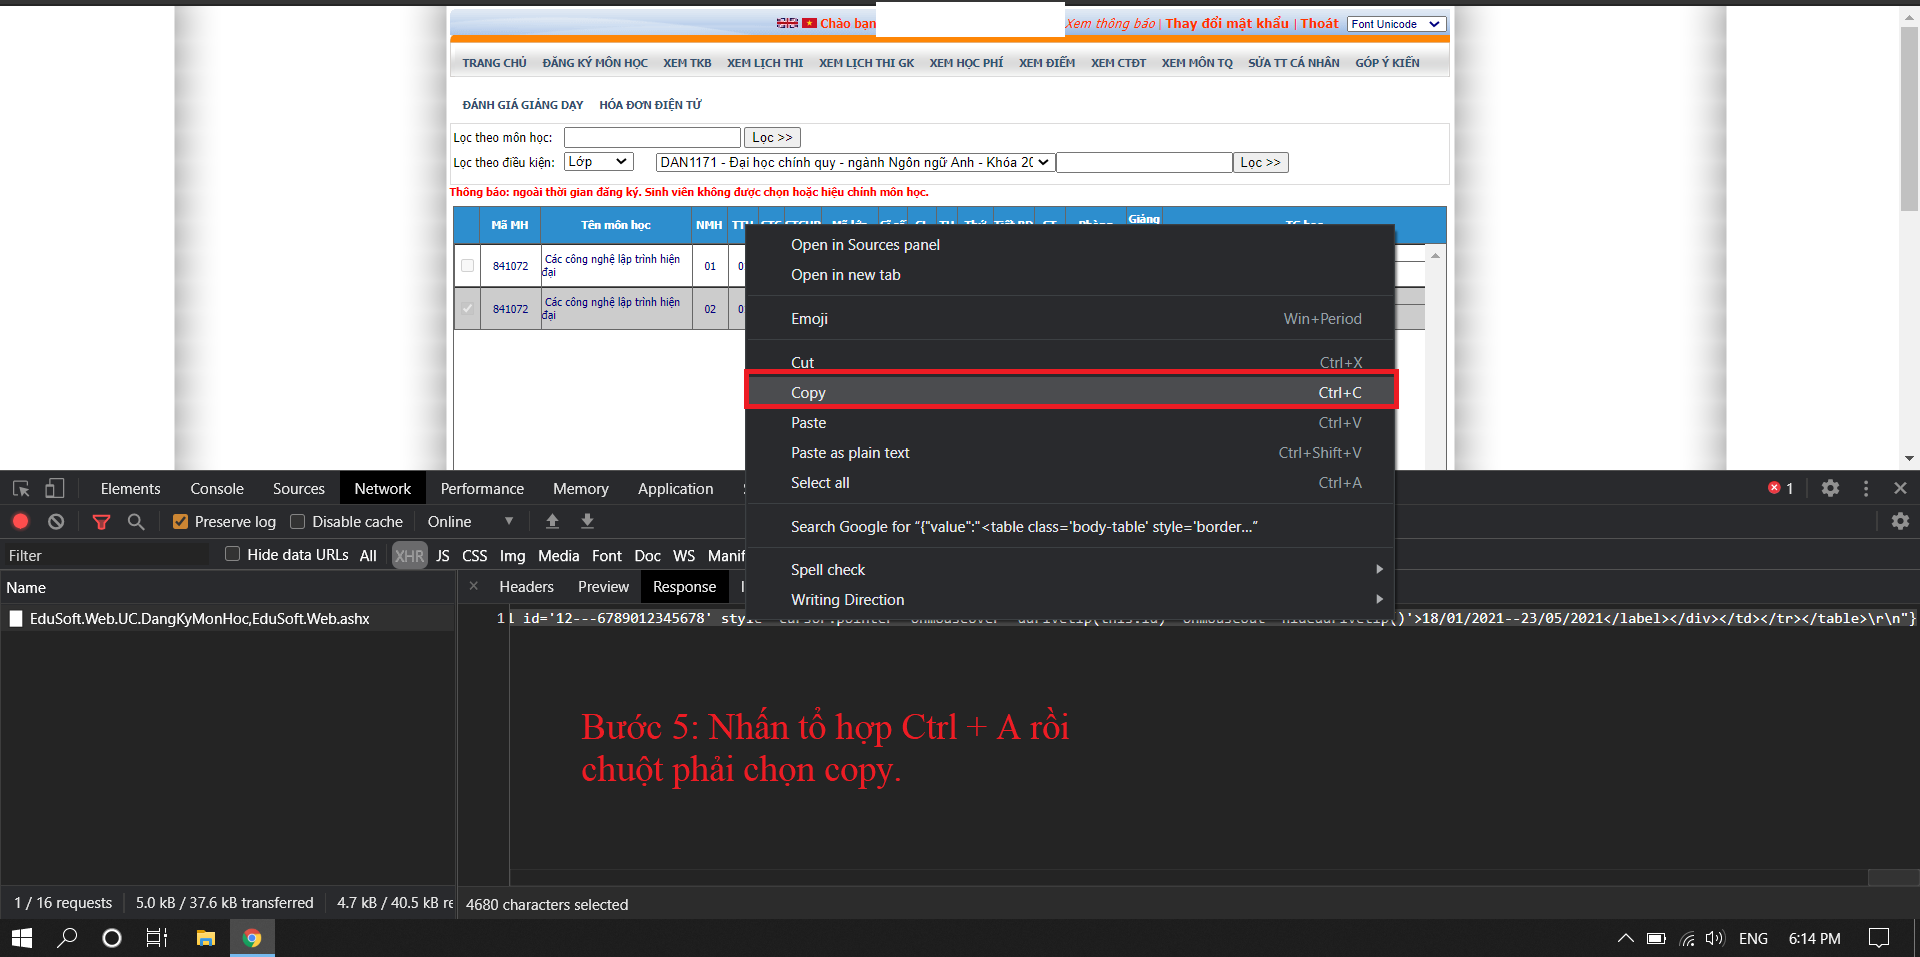 Chào bạn
Xem thông báo | Thay đổi mật khẩu | Thoát
Font Unicode
TRANG CHỦ ĐĂNG KÝ MÔN HỌC XEM TKB XEM LỊCH THI XEM LỊCH THI GK XEM HỌC PHÍ XEM ĐIỂM XEM CTĐT XEM MÔN TQ SỬA TT CÁ NHÂN GÓP Ý KIẾN
ĐÁNH GIÁ GIẢNG DẠY HÓA ĐƠN ĐIỆN TỬ
Lọc theo môn học: Lọc >>
Lọc theo điều kiện: Lớp DAN1171 - Đại học chính quy - ngành Ngôn ngữ Anh - Khóa 20 Lọc >>
Thông báo: ngoài thời gian đăng ký. Sinh viên không được chọn hoặc hiệu chỉnh môn học.
Mã MH Tên môn học NMH Giảng
841072 Các công nghệ lập trình hiện đại 01
841072 Các công nghệ lập trình hiện đại 02
Open in Sources panel
Open in new tab
Emoji Win+Period
Cut Ctrl+X
Copy Ctrl+C
Paste Ctrl+V
Paste as plain text Ctrl+Shift+V
Select all Ctrl+A
Search Google for “{"value":"<table class='body-table' style='border...”
Spell check
Writing Direction
Elements Console Sources Network Performance Memory Application 1
Preserve log Disable cache Online
Filter Hide data URLs All XHR JS CSS Img Media Font Doc WS Manif
Name Headers Preview Response
EduSoft.Web.UC.DangKyMonHoc,EduSoft.Web.ashx
1 l id='12---6789012345678' style ()'>18/01/2021--23/05/2021</label></div></td></tr></table>\r\n"}
Bước 5: Nhấn tổ hợp Ctrl + A rồi
chuột phải chọn copy.
1 / 16 requests 5.0 kB / 37.6 kB transferred 4.7 kB / 40.5 kB re 4680 characters selected
ENG 6:14 PM